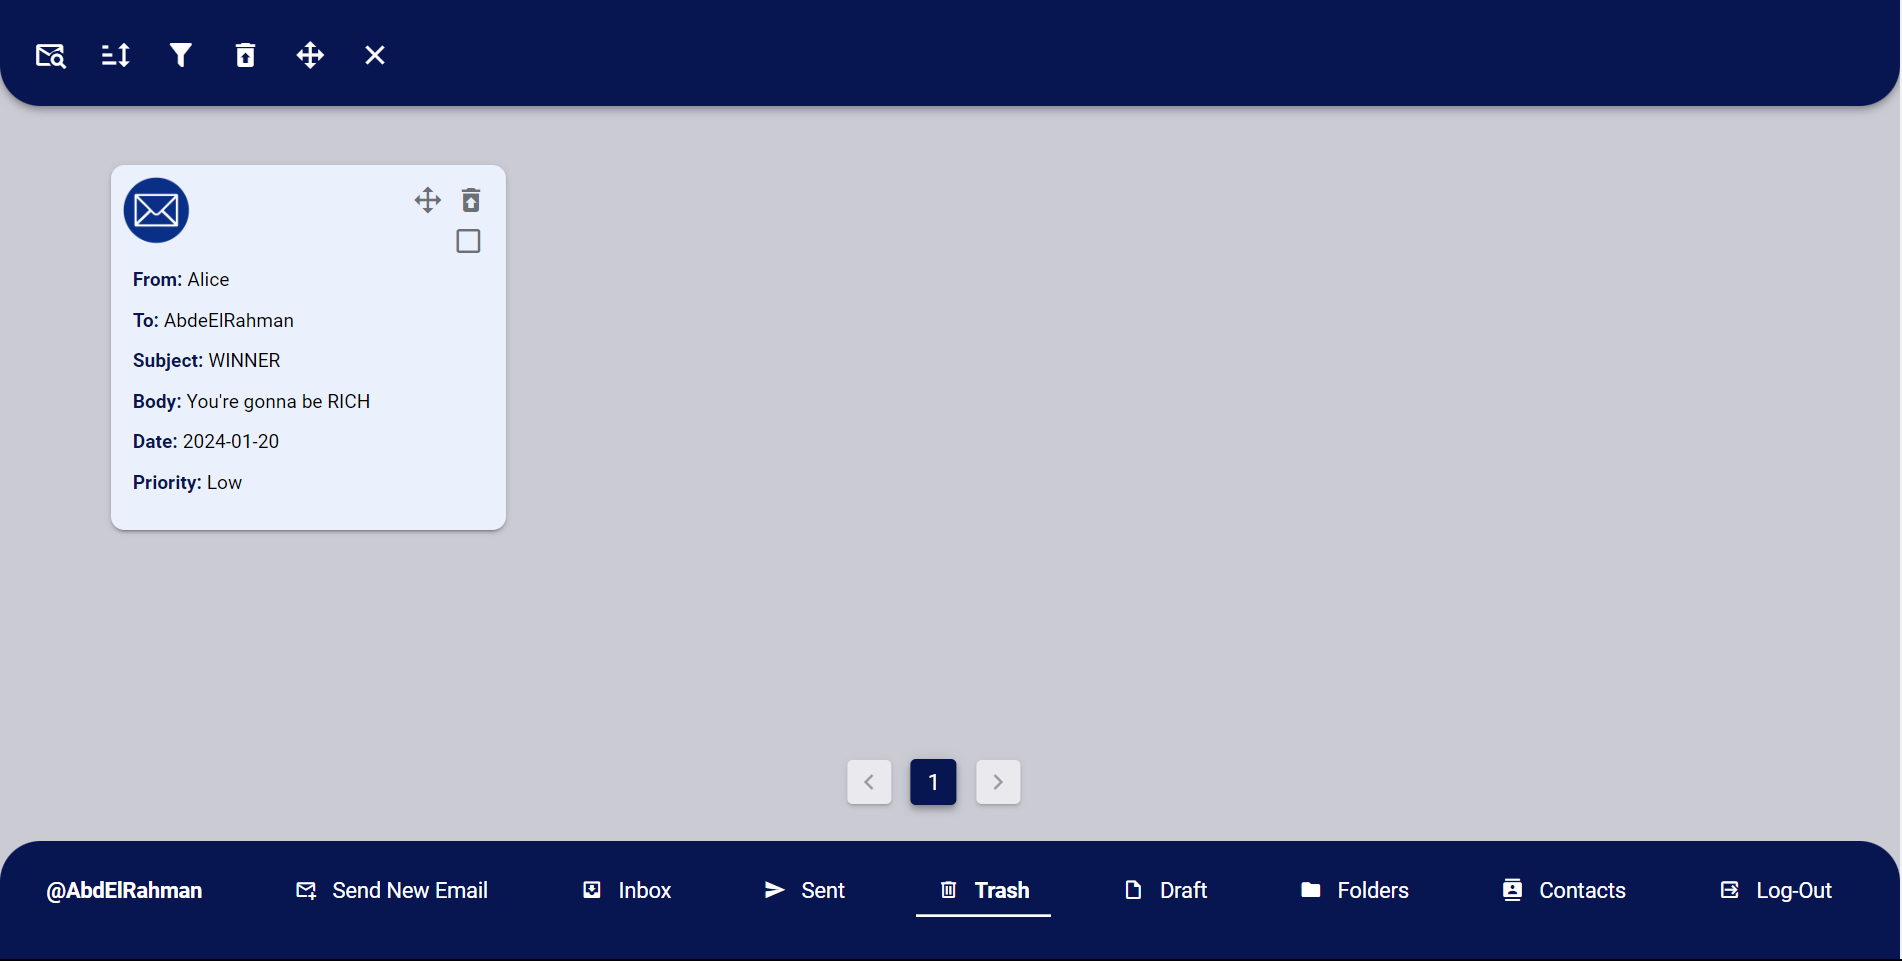 From: Alice
To: AbdeElRahman
Subject: WINNER
Body: You're gonna be RICH
Date: 2024-01-20
Priority: Low
1
@AbdElRahman Send New Email Inbox Sent Trash Draft Folders Contacts Log-Out